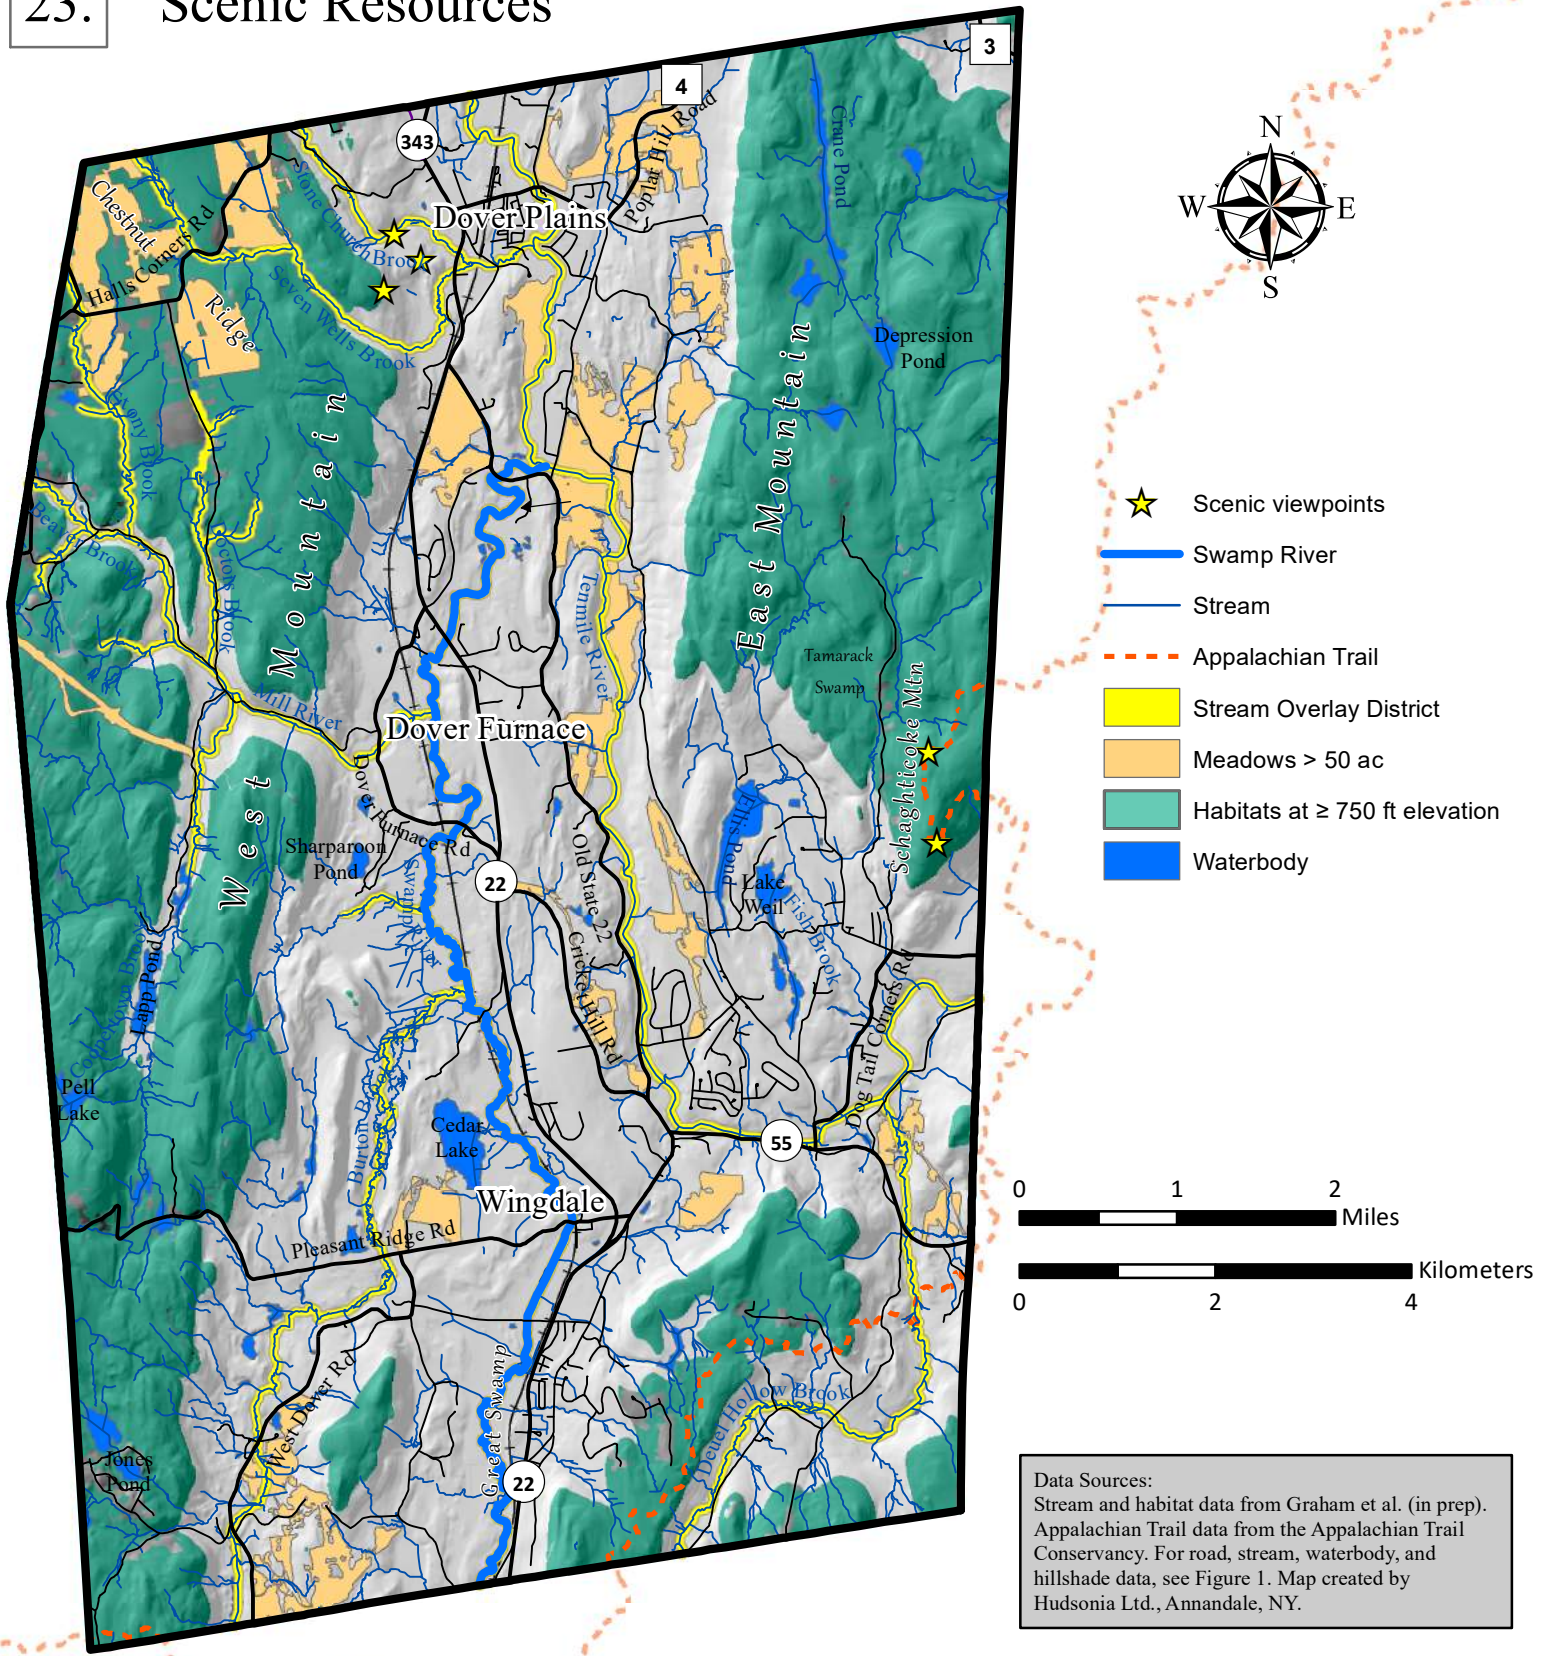 23. Scenic Resources
3
4
343
Poplar Hill Road
Crane Pond
N
W E
S
Chestnut
Ridge
Halls Corners Rd
Stone Church Brook
Dover Plains
Seven Wells Brook
Depression
Pond
East Mountain
West Mountain
Beaver Brook
Tenmile River
Tamarack
Swamp
Schaghticoke Mtn
Mill River
Dover Furnace
Dover Furnace Rd
Sharparoon
Pond
Swamp River
22
Old State 22
Cricket Hill Rd
Ellis Pond
Lake
Weil
Fish Brook
Lapp Pond
Pell
Lake
Burton Brook
Cedar
Lake
Dog Tail Corners Rd
55
Wingdale
Pleasant Ridge Rd
West Dover Rd
Great Swamp
Deuel Hollow Brook
Jones
Pond
22
Scenic viewpoints
Swamp River
Stream
Appalachian Trail
Stream Overlay District
Meadows > 50 ac
Habitats at ≥ 750 ft elevation
Waterbody
0 1 2
Miles
Kilometers
0 2 4
Data Sources:
Stream and habitat data from Graham et al. (in prep).
Appalachian Trail data from the Appalachian Trail
Conservancy. For road, stream, waterbody, and
hillshade data, see Figure 1. Map created by
Hudsonia Ltd., Annandale, NY.